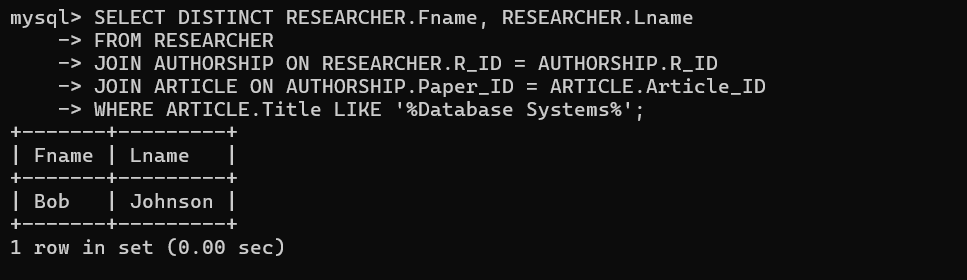 mysql> SELECT DISTINCT RESEARCHER.Fname, RESEARCHER.Lname
    -> FROM RESEARCHER
    -> JOIN AUTHORSHIP ON RESEARCHER.R_ID = AUTHORSHIP.R_ID
    -> JOIN ARTICLE ON AUTHORSHIP.Paper_ID = ARTICLE.Article_ID
    -> WHERE ARTICLE.Title LIKE '%Database Systems%';
+-------+---------+
| Fname | Lname   |
+-------+---------+
| Bob   | Johnson |
+-------+---------+
1 row in set (0.00 sec)